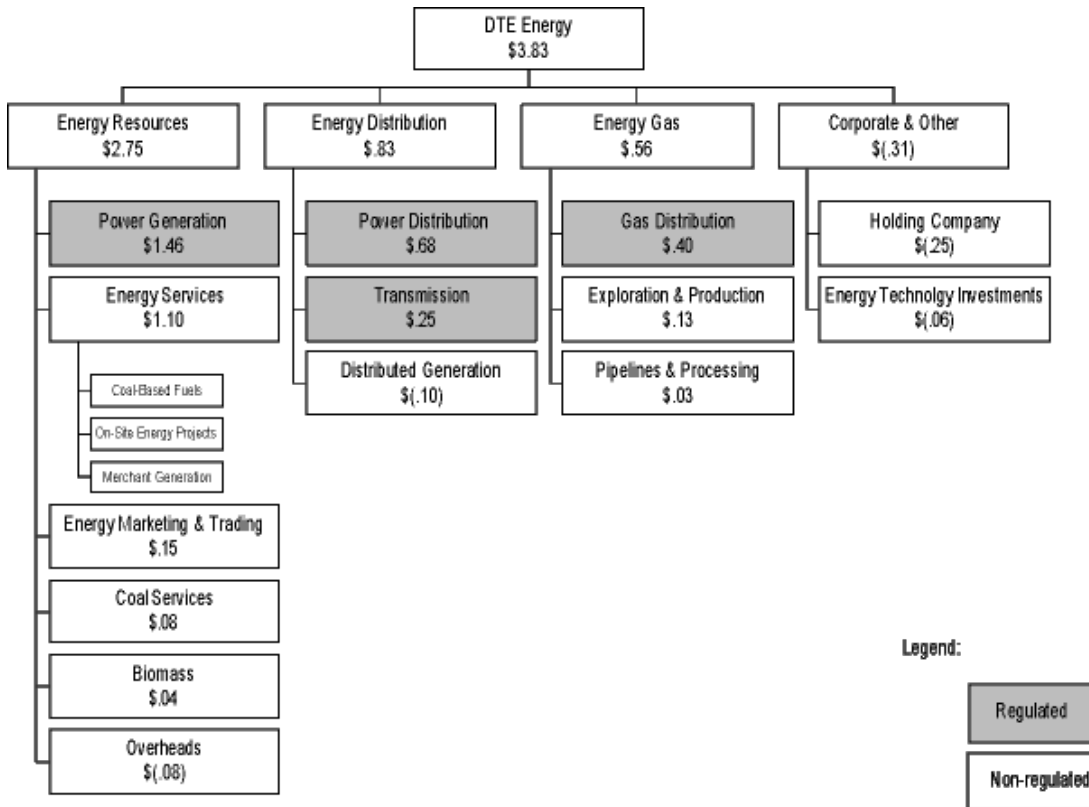 DTE Energy
$3.83
Energy Resources
$2.75
Energy Distribution
$.83
Energy Gas
$.56
Corporate & Other
$(.31)
Power Generation
$1.46
Energy Services
$1.10
Coal-Based Fuels
On-Site Energy Projects
Merchant Generation
Energy Marketing & Trading
$.15
Coal Services
$.08
Biomass
$.04
Overheads
$(.08)
Power Distribution
$.68
Transmission
$.25
Distributed Generation
$(.10)
Gas Distribution
$.40
Exploration & Production
$.13
Pipelines & Processing
$.03
Holding Company
$(.25)
Energy Technolgy Investments
$(.06)
Legend:
Regulated
Non-regulated